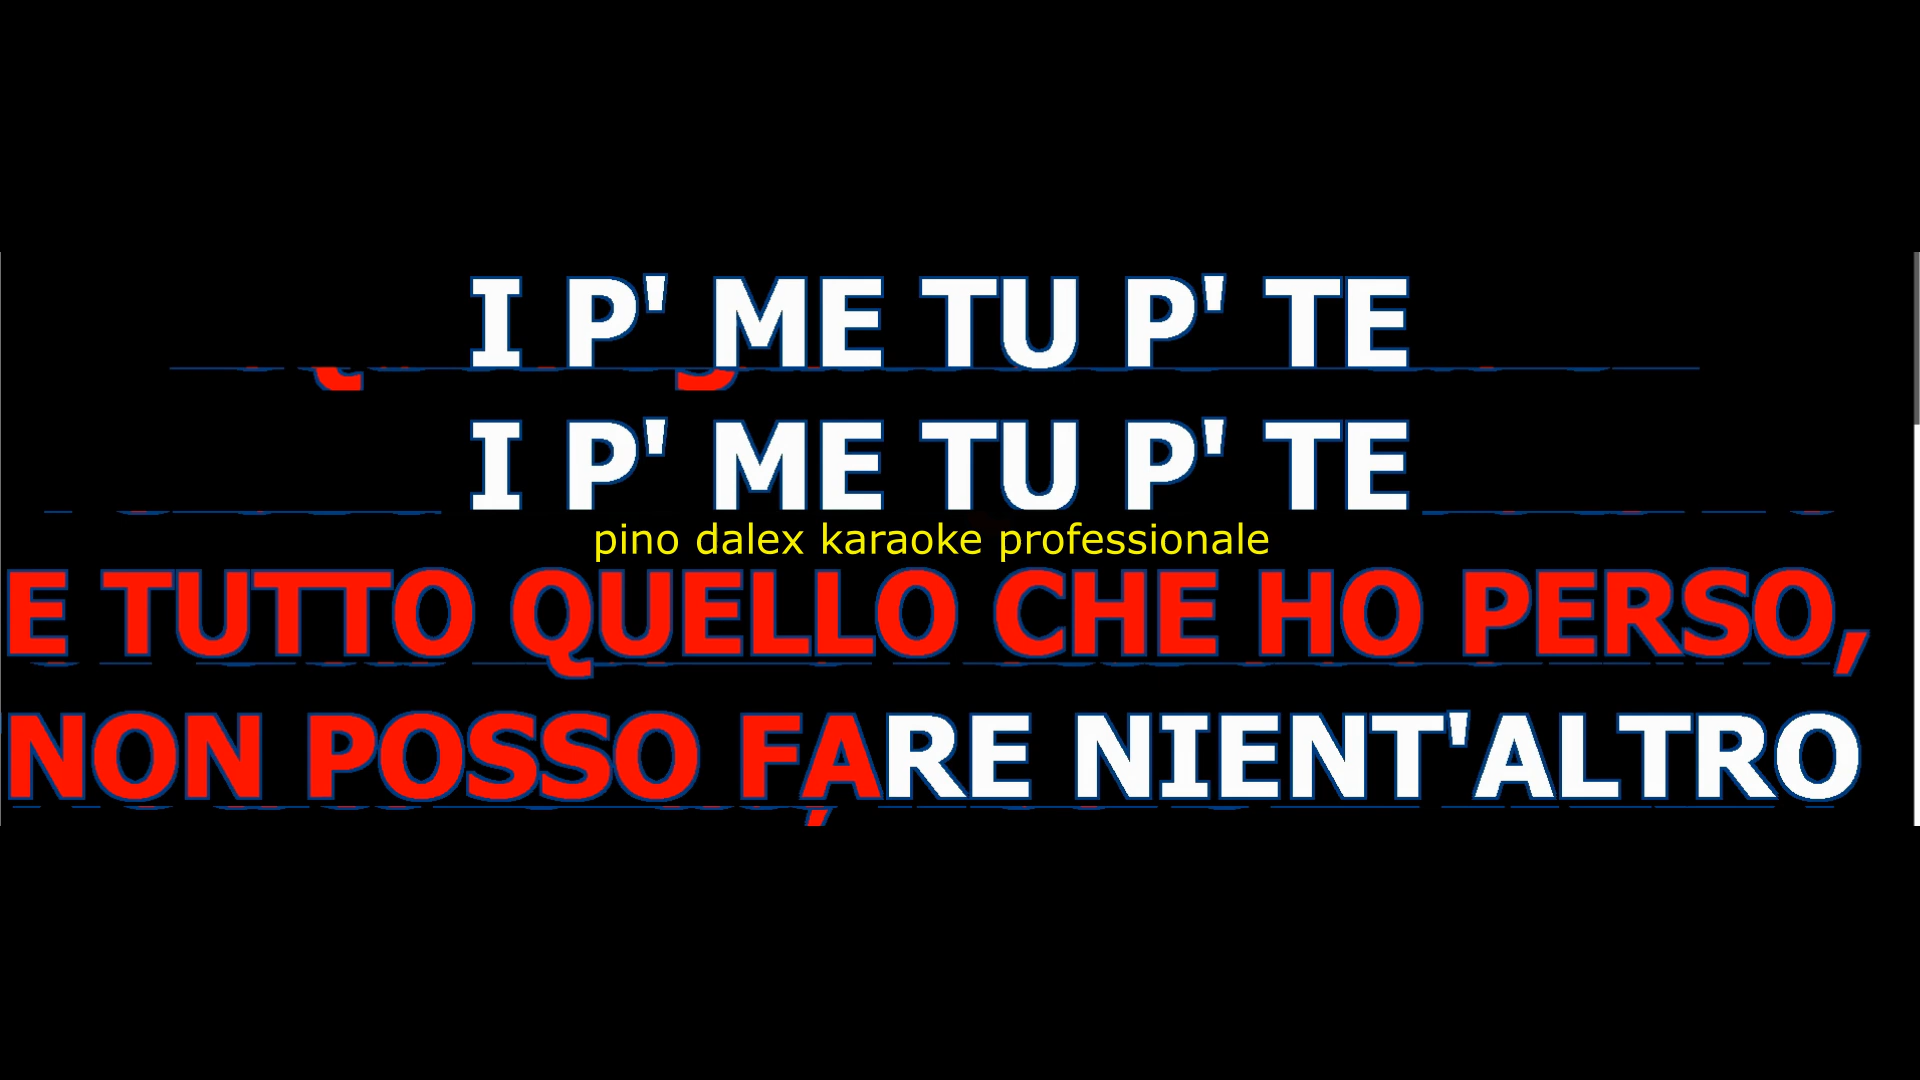 I P' ME TU P' TE
I P' ME TU P' TE
pino dalex karaoke professionale
E TUTTO QUELLO CHE HO PERSO,
NON POSSO FARE NIENT'ALTRO